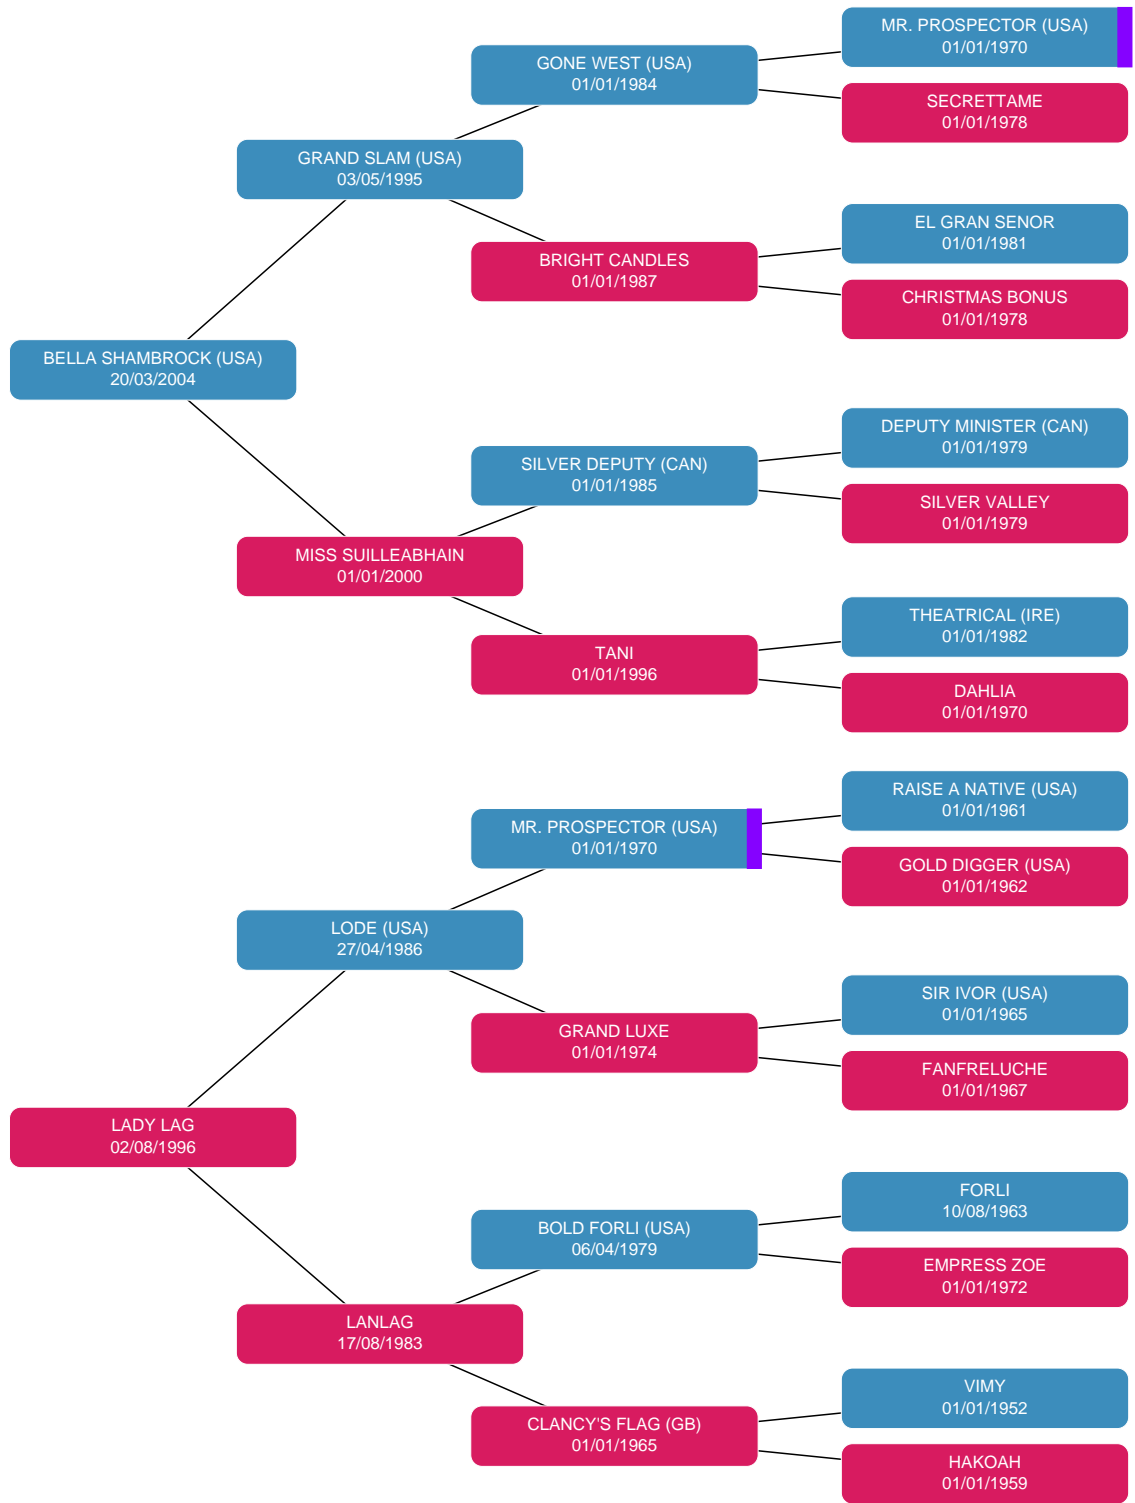 MR. PROSPECTOR (USA)
01/01/1970
GONE WEST (USA)
01/01/1984
SECRETTAME
01/01/1978
GRAND SLAM (USA)
03/05/1995
EL GRAN SENOR
01/01/1981
BRIGHT CANDLES
01/01/1987
CHRISTMAS BONUS
01/01/1978
BELLA SHAMBROCK (USA)
20/03/2004
DEPUTY MINISTER (CAN)
01/01/1979
SILVER DEPUTY (CAN)
01/01/1985
SILVER VALLEY
01/01/1979
MISS SUILLEABHAIN
01/01/2000
THEATRICAL (IRE)
01/01/1982
TANI
01/01/1996
DAHLIA
01/01/1970
RAISE A NATIVE (USA)
01/01/1961
MR. PROSPECTOR (USA)
01/01/1970
GOLD DIGGER (USA)
01/01/1962
LODE (USA)
27/04/1986
SIR IVOR (USA)
01/01/1965
GRAND LUXE
01/01/1974
FANFRELUCHE
01/01/1967
LADY LAG
02/08/1996
FORLI
10/08/1963
BOLD FORLI (USA)
06/04/1979
EMPRESS ZOE
01/01/1972
LANLAG
17/08/1983
VIMY
01/01/1952
CLANCY'S FLAG (GB)
01/01/1965
HAKOAH
01/01/1959